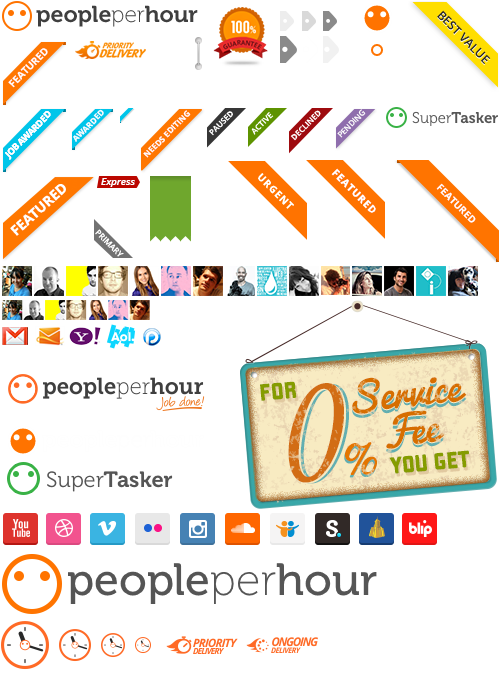 peopleperhour
100%
GUARANTEE
BEST VALUE
FEATURED
PRIORITY
DELIVERY
JOB AWARDED
AWARDED
NEEDS EDITING
PAUSED
ACTIVE
DECLINED
PENDING
SuperTasker
FEATURED
Express
PRIMARY
URGENT
FEATURED
FEATURED
Y!
Aol.
FOR 0% Service
Fee
YOU GET
peopleperhour
job done!
SuperTasker
You
Tube
S.
blip
peopleperhour
PRIORITY
DELIVERY
ONGOING
DELIVERY